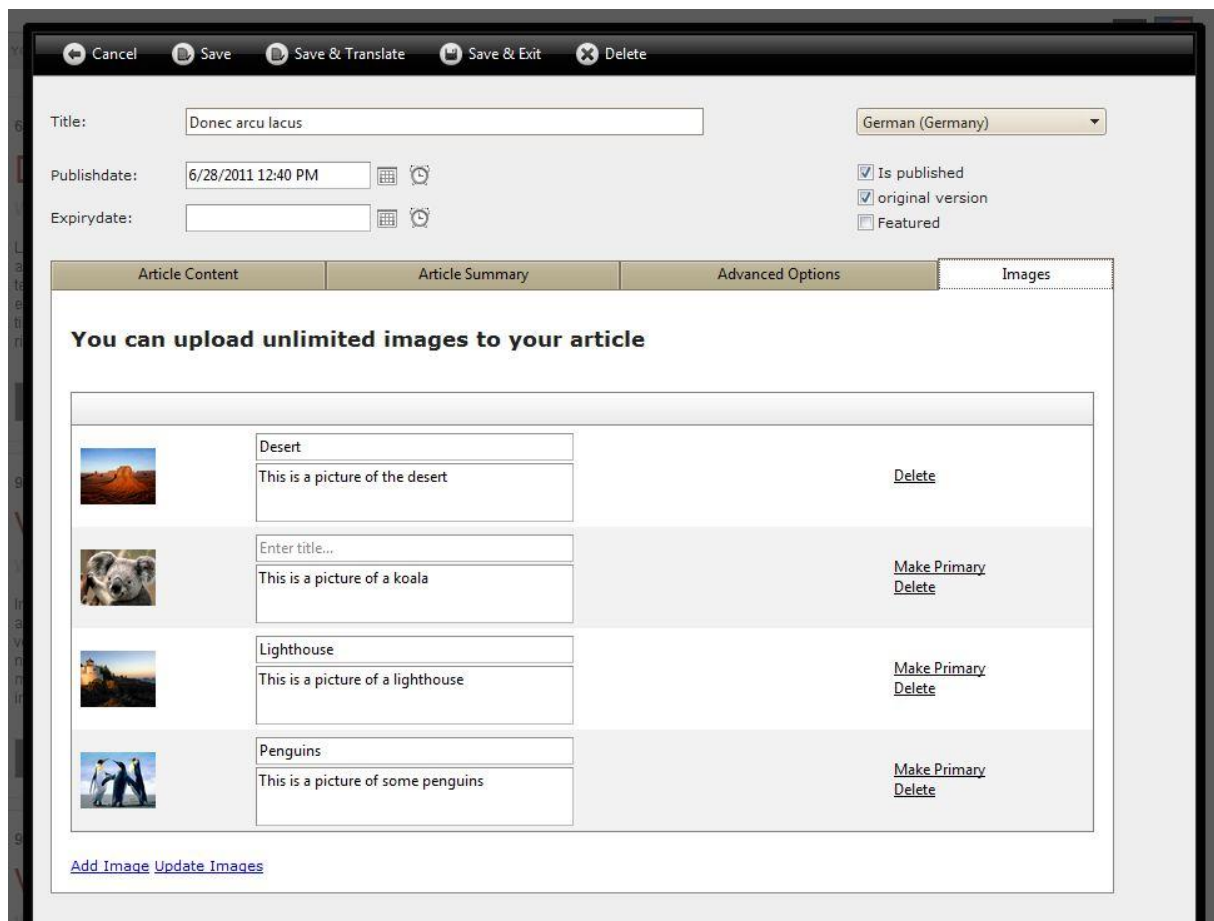 Cancel Save Save & Translate Save & Exit Delete
Title: Donec arcu lacus German (Germany)
Publishdate: 6/28/2011 12:40 PM Is published
original version
Expirydate: Featured
Article Content Article Summary Advanced Options Images
You can upload unlimited images to your article
Desert
This is a picture of the desert Delete
Enter title...
This is a picture of a koala Make Primary
Delete
Lighthouse
This is a picture of a lighthouse Make Primary
Delete
Penguins
This is a picture of some penguins Make Primary
Delete
Add Image Update Images